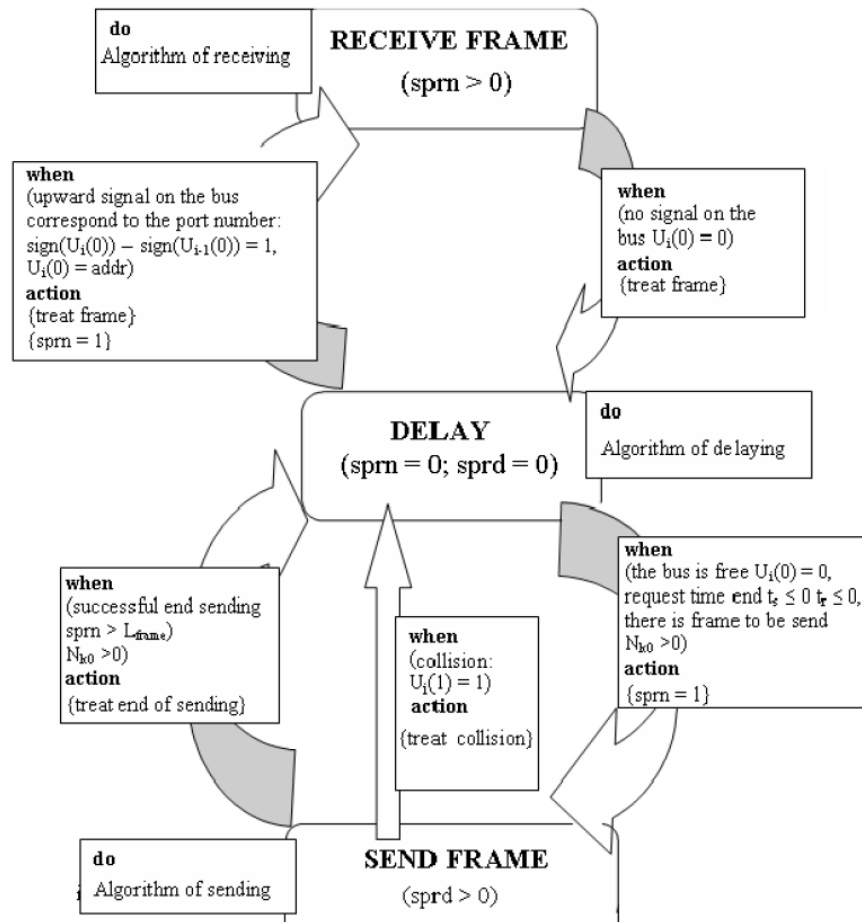 do
Algorithm of receiving
RECEIVE FRAME
(sprn > 0)
when
(upward signal on the bus
correspond to the port number:
sign(Uᵢ(0)) – sign(Uᵢ₋₁(0)) = 1,
Uᵢ(0) = addr)
action
{treat frame}
{sprn = 1}
when
(no signal on the
bus Uᵢ(0) = 0)
action
{treat frame}
DELAY
(sprn = 0; sprd = 0)
do
Algorithm of delaying
when
(successful end sending
sprn > L_frame)
N_k0 >0)
action
{treat end of sending}
when
(collision:
Uᵢ(1) = 1)
action
{treat collision}
when
(the bus is free Uᵢ(0) = 0,
request time end tₛ ≤ 0 tᵣ ≤ 0,
there is frame to be send
N_k0 >0)
action
{sprn = 1}
do
Algorithm of sending
SEND FRAME
(sprd > 0)